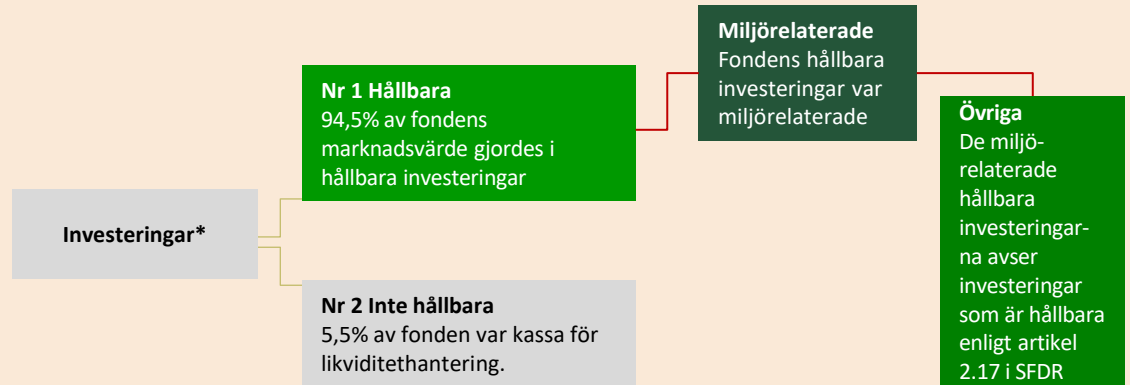 Investeringar*
Nr 1 Hållbara
94,5% av fondens
marknadsvärde gjordes i
hållbara investeringar
Nr 2 Inte hållbara
5,5% av fonden var kassa för
likviditethantering.
Miljörelaterade
Fondens hållbara
investeringar var
miljörelaterade
Övriga
De miljö-
relaterade
hållbara
investeringar-
na avser
investeringar
som är hållbara
enligt artikel
2.17 i SFDR